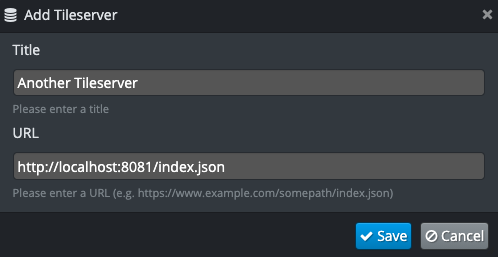 Add Tileserver
Title
Another Tileserver
Please enter a title
URL
http://localhost:8081/index.json
Please enter a URL (e.g. https://www.example.com/somepath/index.json)
Save Cancel